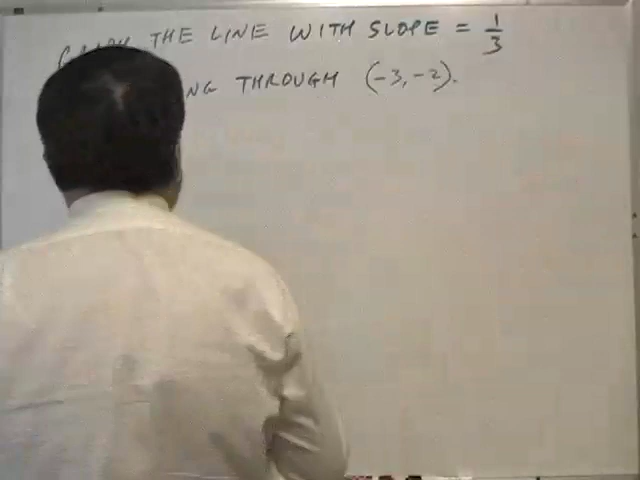 GRAPH THE LINE WITH SLOPE = 1/3
NG THROUGH (-3, -2).